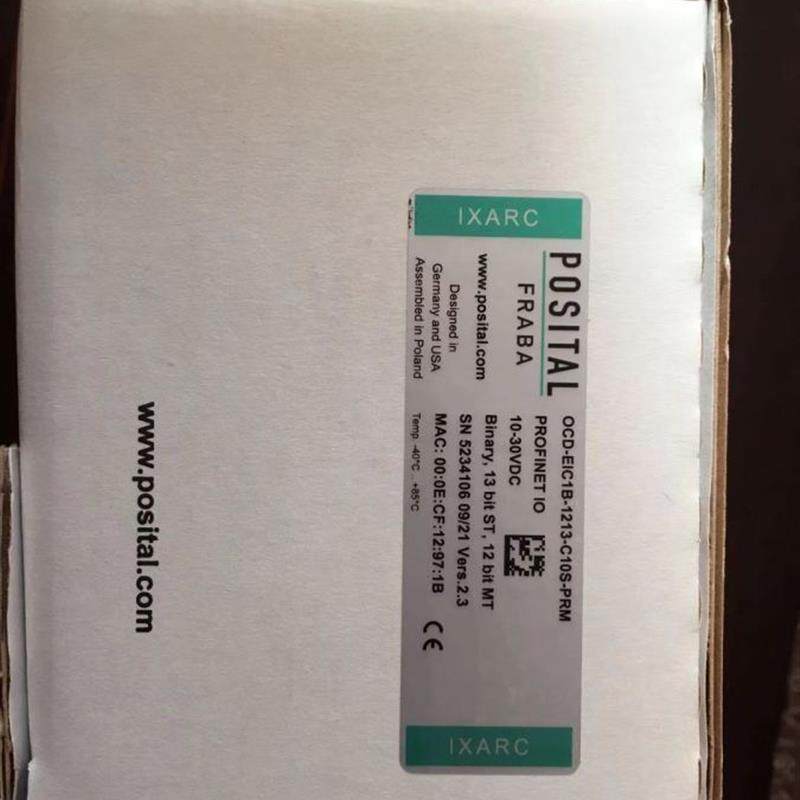 IXARC
POSITAL
FRABA
www.posital.com
Designed in
Germany and USA
Assembled in Poland
OCD-EIC1B-1213-C10S-PRM
PROFINET IO
10-30VDC
Binary, 13 bit ST, 12 bit MT
SN 5234106 09/21 Vers.2.3
MAC: 00:0E:CF:12:97:1B
Temp. -40°C .. +85°C
CE
IXARC
www.posital.com